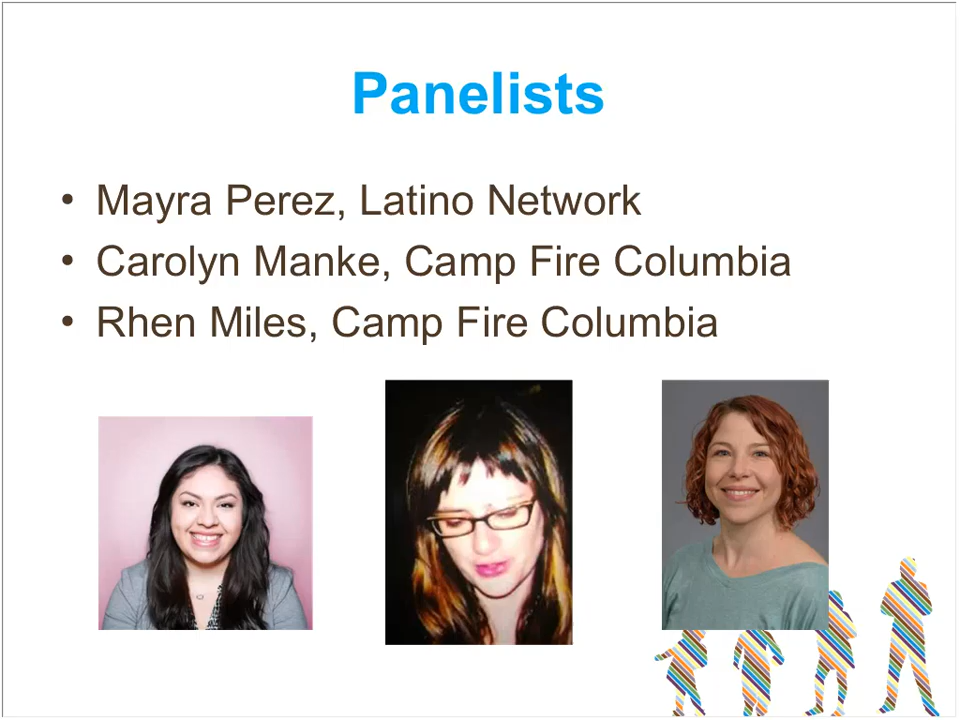 Panelists
• Mayra Perez, Latino Network
• Carolyn Manke, Camp Fire Columbia
• Rhen Miles, Camp Fire Columbia